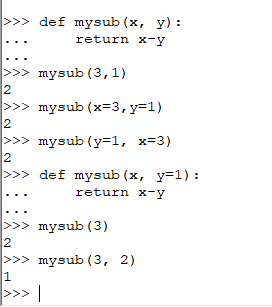 >>> def mysub(x, y):
...     return x-y
...
>>> mysub(3,1)
2
>>> mysub(x=3,y=1)
2
>>> mysub(y=1, x=3)
2
>>> def mysub(x, y=1):
...     return x-y
...
>>> mysub(3)
2
>>> mysub(3, 2)
1
>>>